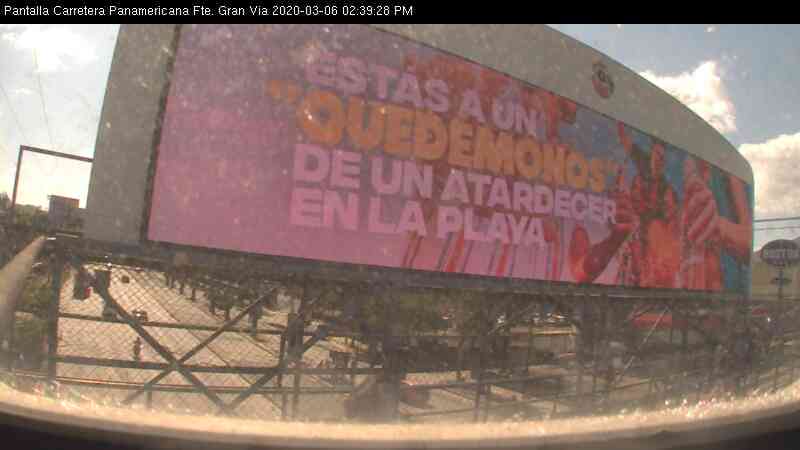 Pantalla Carretera Panamericana Fte. Gran Via 2020-03-06 02:39:28 PM
ESTÁS A UN
"QUEDÉMONOS"
DE UN ATARDECER
EN LA PLAYA